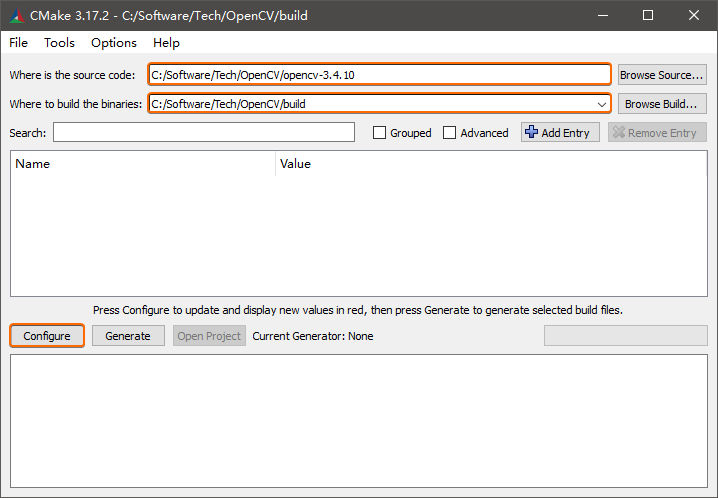 CMake 3.17.2 - C:/Software/Tech/OpenCV/build
File Tools Options Help
Where is the source code: C:/Software/Tech/OpenCV/opencv-3.4.10 Browse Source...
Where to build the binaries: C:/Software/Tech/OpenCV/build Browse Build...
Search: Grouped Advanced Add Entry Remove Entry
Name Value
Press Configure to update and display new values in red, then press Generate to generate selected build files.
Configure Generate Open Project Current Generator: None